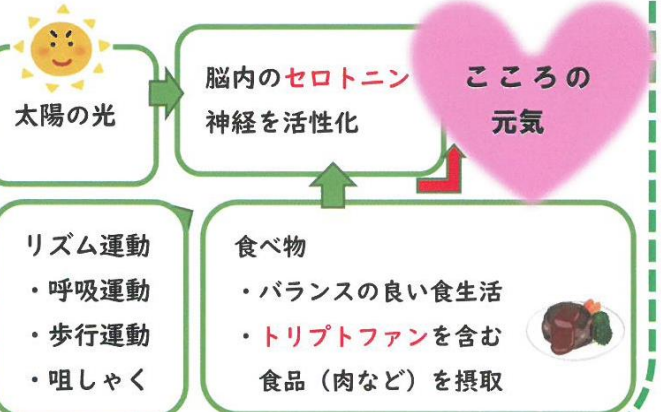 太陽の光
脳内のセロトニン
神経を活性化
こころの
元気
リズム運動
・呼吸運動
・歩行運動
・咀しゃく
食べ物
・バランスの良い食生活
・トリプトファンを含む
食品（肉など）を摂取